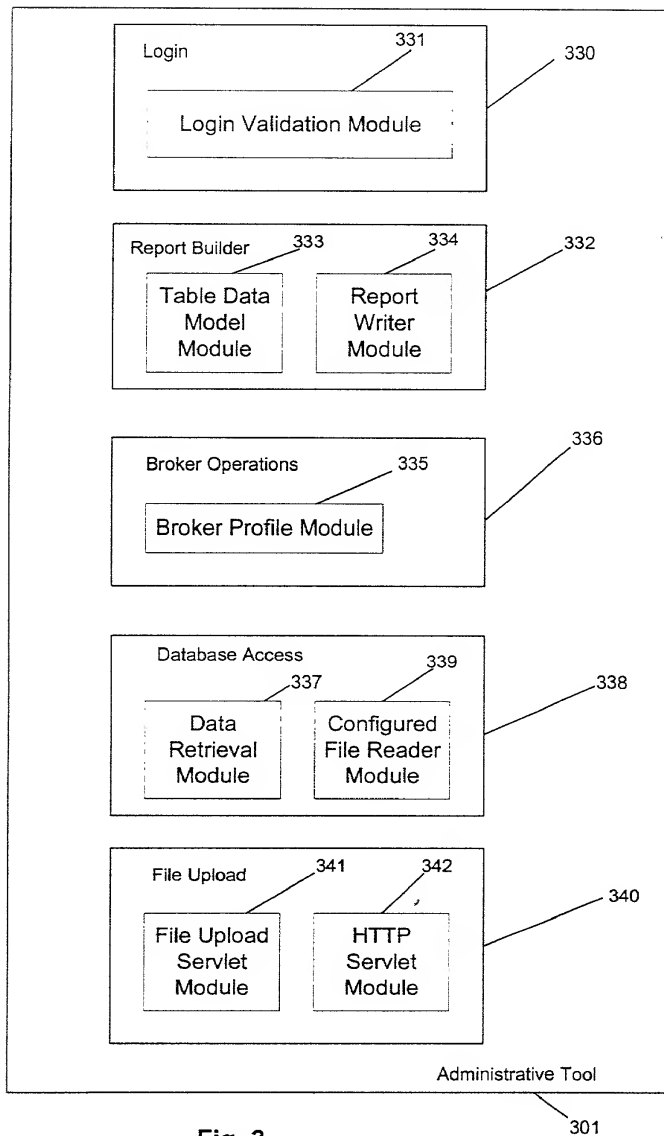 Login
331
330
Login Validation Module
Report Builder
333
334
332
Table Data
Model
Module
Report
Writer
Module
336
Broker Operations
335
Broker Profile Module
Database Access
337
339
338
Data
Retrieval
Module
Configured
File Reader
Module
File Upload
341
342
340
File Upload
Servlet
Module
HTTP
Servlet
Module
Administrative Tool
301